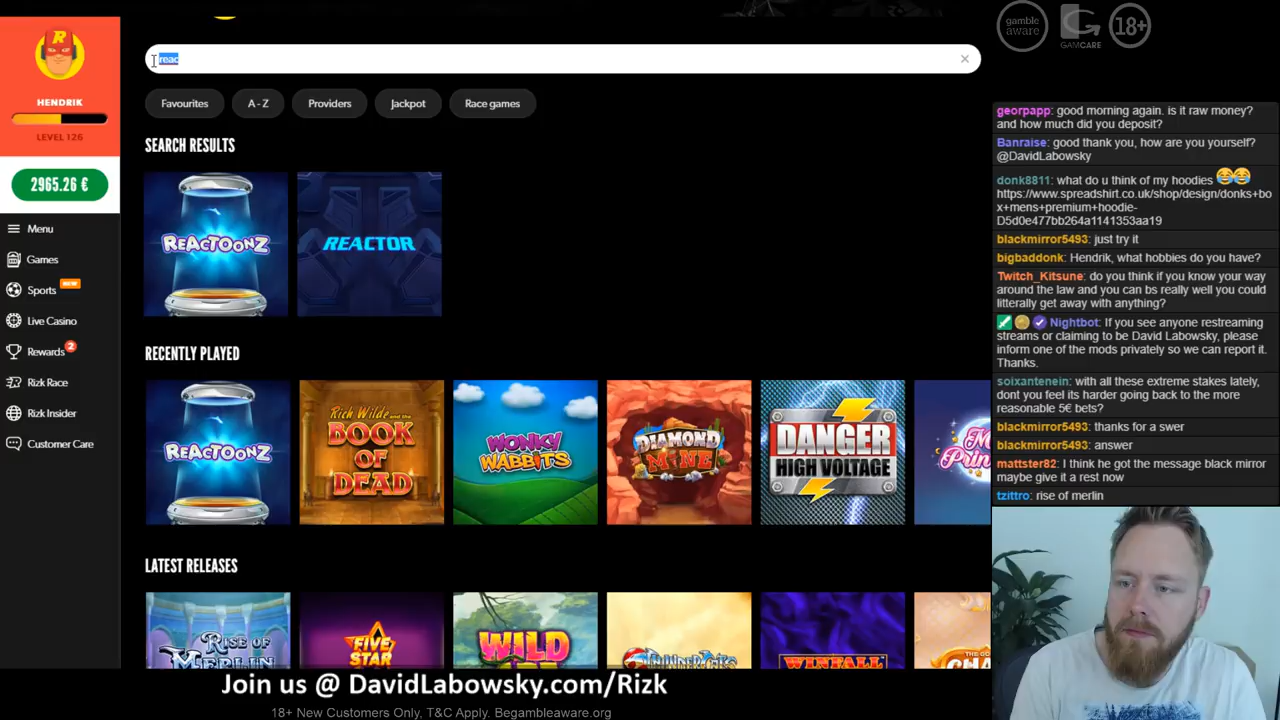 R
HENDRIK
LEVEL 126
2965.26 €
Menu
Games
Sports NEW
Live Casino
Rewards 2
Rizk Race
Rizk Insider
Customer Care
reac
Favourites
A - Z
Providers
Jackpot
Race games
SEARCH RESULTS
REACTOONZ
REACTOR
RECENTLY PLAYED
REACTOONZ
Rich Wilde and the
BOOK
OF
DEAD
WONKY
WABBITS
DIAMOND
MINE
DANGER
HIGH VOLTAGE
LATEST RELEASES
RISE OF
MERLIN
FIVE
STAR
WILD
WINFALL
Join us @ DavidLabowsky.com/Rizk
18+ New Customers Only, T&C Apply. Begambleaware.org
gamble
aware
GAMCARE
18+
georpapp: good morning again. is it raw money?
and how much did you deposit?
Banraise: good thank you, how are you yourself?
@DavidLabowsky
donk8811: what do u think of my hoodies
https://www.spreadshirt.co.uk/shop/design/donks+bo
x+mens+premium+hoodie-
D5d0e477bb264a1141353aa19
blackmirror5493: just try it
bigbaddonk: Hendrik, what hobbies do you have?
Twitch_Kitsune: do you think if you know your way
around the law and you can bs really well you could
litterally get away with anything?
Nightbot: If you see anyone restreaming
streams or claiming to be David Labowsky, please
inform one of the mods privately so we can report it.
Thanks.
soixantenein: with all these extreme stakes lately,
dont you feel its harder going back to the more
reasonable 5€ bets?
blackmirror5493: thanks for a swer
blackmirror5493: answer
mattster82: I think he got the message black mirror
maybe give it a rest now
tzittro: rise of merlin